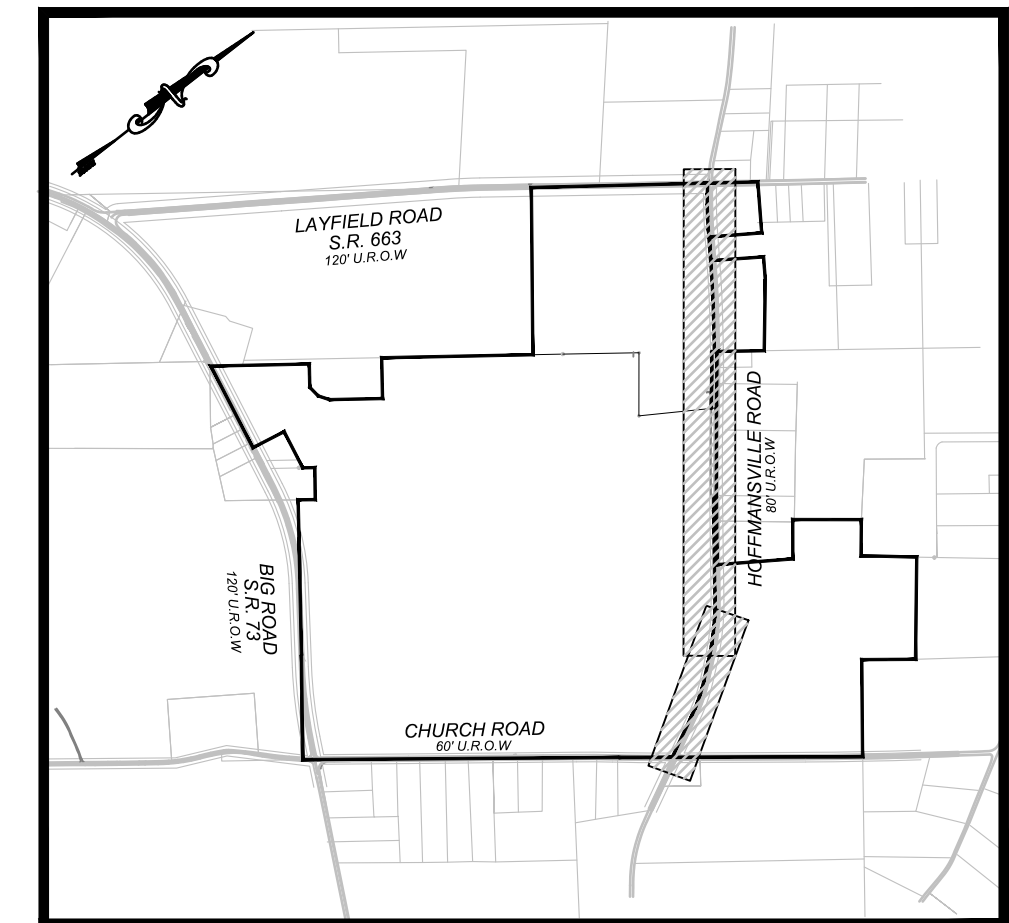 LAYFIELD ROAD
S.R. 663
120' U.R.O.W
HOFFMANSVILLE ROAD
80' U.R.O.W
BIG ROAD
S.R. 73
120' U.R.O.W
CHURCH ROAD
60' U.R.O.W